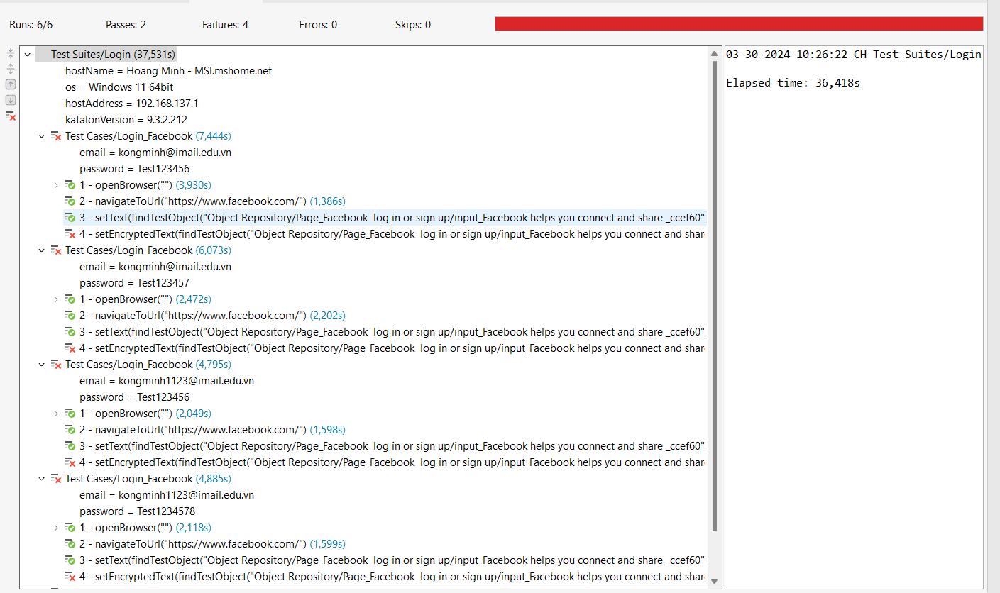 Runs: 6/6 Passes: 2 Failures: 4 Errors: 0 Skips: 0
Test Suites/Login (37,531s)
hostName = Hoang Minh - MSI.mshome.net
os = Windows 11 64bit
hostAddress = 192.168.137.1
katalonVersion = 9.3.2.212
Test Cases/Login_Facebook (7,444s)
email = kongminh@imail.edu.vn
password = Test123456
1 - openBrowser("") (3,930s)
2 - navigateToUrl("https://www.facebook.com/") (1,386s)
3 - setText(findTestObject("Object Repository/Page_Facebook  log in or sign up/input_Facebook helps you connect and share _ccef60")
4 - setEncryptedText(findTestObject("Object Repository/Page_Facebook  log in or sign up/input_Facebook helps you connect and share
Test Cases/Login_Facebook (6,073s)
email = kongminh@imail.edu.vn
password = Test123457
1 - openBrowser("") (2,472s)
2 - navigateToUrl("https://www.facebook.com/") (2,202s)
3 - setText(findTestObject("Object Repository/Page_Facebook  log in or sign up/input_Facebook helps you connect and share _ccef60")
4 - setEncryptedText(findTestObject("Object Repository/Page_Facebook  log in or sign up/input_Facebook helps you connect and share
Test Cases/Login_Facebook (4,795s)
email = kongminh1123@imail.edu.vn
password = Test123456
1 - openBrowser("") (2,049s)
2 - navigateToUrl("https://www.facebook.com/") (1,598s)
3 - setText(findTestObject("Object Repository/Page_Facebook  log in or sign up/input_Facebook helps you connect and share _ccef60")
4 - setEncryptedText(findTestObject("Object Repository/Page_Facebook  log in or sign up/input_Facebook helps you connect and share
Test Cases/Login_Facebook (4,885s)
email = kongminh1123@imail.edu.vn
password = Test1234578
1 - openBrowser("") (2,118s)
2 - navigateToUrl("https://www.facebook.com/") (1,599s)
3 - setText(findTestObject("Object Repository/Page_Facebook  log in or sign up/input_Facebook helps you connect and share _ccef60")
4 - setEncryptedText(findTestObject("Object Repository/Page_Facebook  log in or sign up/input_Facebook helps you connect and share
03-30-2024 10:26:22 CH Test Suites/Login
Elapsed time: 36,418s